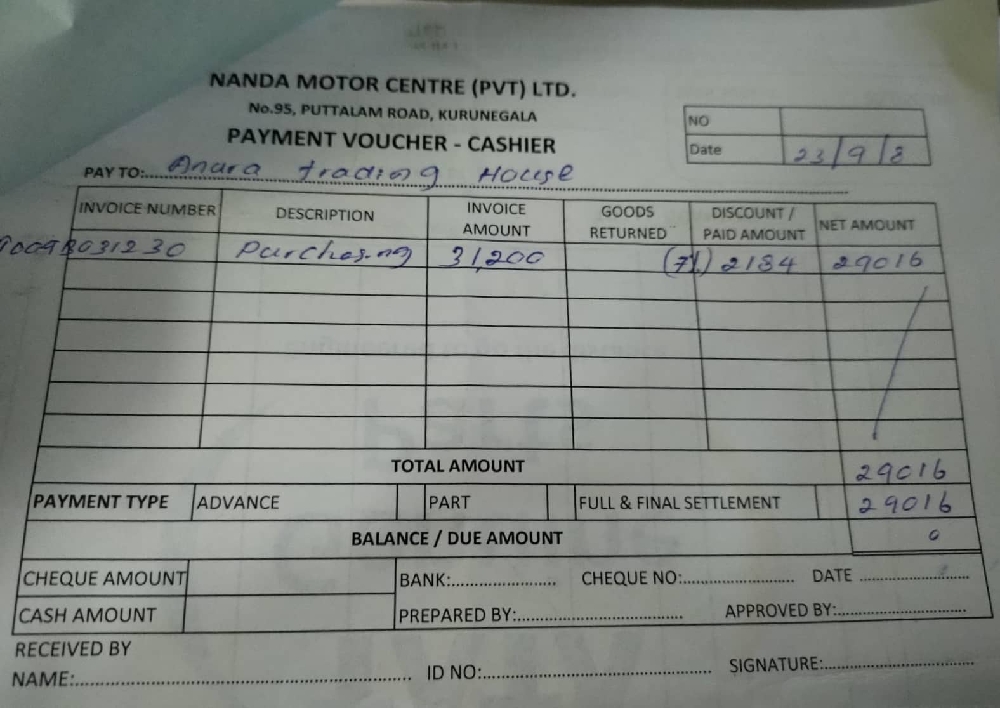 NANDA MOTOR CENTRE (PVT) LTD.
No.95, PUTTALAM ROAD, KURUNEGALA
PAYMENT VOUCHER - CASHIER
NO
Date 23/9/8
PAY TO: Anura trading House
INVOICE NUMBER DESCRIPTION INVOICE AMOUNT GOODS RETURNED DISCOUNT / PAID AMOUNT NET AMOUNT
purchasing 31,200 (7%) 2184 29016
TOTAL AMOUNT 29016
PAYMENT TYPE ADVANCE PART FULL & FINAL SETTLEMENT 29016
BALANCE / DUE AMOUNT 0
CHEQUE AMOUNT BANK: CHEQUE NO: DATE
CASH AMOUNT PREPARED BY: APPROVED BY:
RECEIVED BY
NAME: ID NO: SIGNATURE: